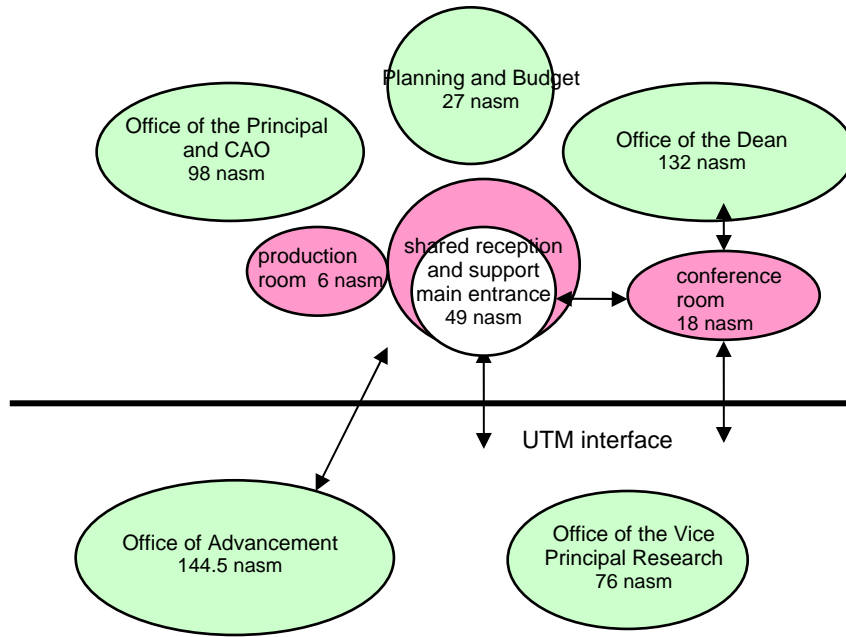 Planning and Budget
27 nasm
Office of the Principal
and CAO
98 nasm
Office of the Dean
132 nasm
production
room 6 nasm
shared reception
and support
main entrance
49 nasm
conference
room
18 nasm
UTM interface
Office of Advancement
144.5 nasm
Office of the Vice
Principal Research
76 nasm